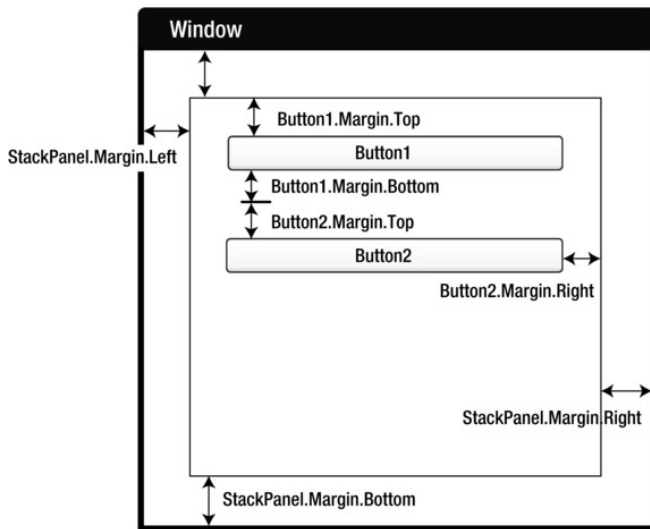 Window
Button1.Margin.Top
StackPanel.Margin.Left
Button1
Button1.Margin.Bottom
Button2.Margin.Top
Button2
Button2.Margin.Right
StackPanel.Margin.Right
StackPanel.Margin.Bottom